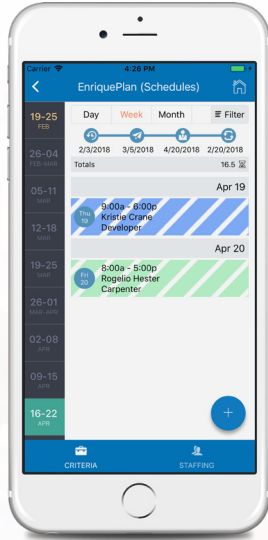 Carrier 4:26 PM
EnriquePlan (Schedules)
19-25
FEB
26-04
FEB-MAR
05-11
MAR
12-18
MAR
19-25
MAR
26-01
MAR-APR
02-08
APR
09-15
APR
16-22
APR
Day Week Month Filter
2/3/2018 3/5/2018 4/20/2018 2/20/2018
Totals 16.5
Apr 19
Thu
19
9:00a - 6:00p
Kristie Crane
Developer
Apr 20
Fri
20
8:00a - 5:00p
Rogelio Hester
Carpenter
+
CRITERIA STAFFING